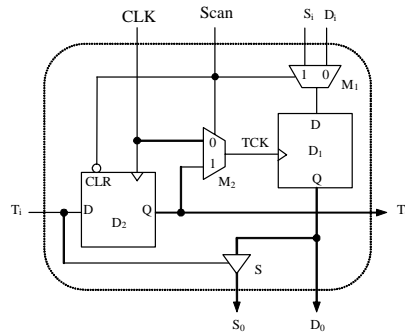 CLK Scan Sᵢ Dᵢ
1 0
M₁
D
0 TCK D₁
1
CLR M₂ Q
Tᵢ D Q T
D₂
S
S₀ D₀